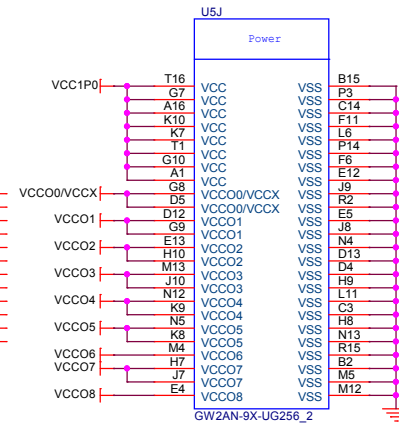 U5J
Power
VCC1P0 T16 VCC VSS B15
G7 VCC VSS P3
A16 VCC VSS C14
K10 VCC VSS F11
K7 VCC VSS L6
T1 VCC VSS P14
G10 VCC VSS F6
A1 VCC VSS E12
VCCO0/VCCX G8 VCCO0/VCCX VSS J9
D5 VCCO0/VCCX VSS R2
VCCO1 D12 VCCO1 VSS E5
G9 VCCO1 VSS J8
VCCO2 E13 VCCO2 VSS N4
H10 VCCO2 VSS D13
VCCO3 M13 VCCO3 VSS D4
J10 VCCO3 VSS H9
VCCO4 N12 VCCO4 VSS L11
K9 VCCO4 VSS C3
VCCO5 N5 VCCO5 VSS H8
K8 VCCO5 VSS N13
VCCO6 M4 VCCO6 VSS R15
VCCO7 H7 VCCO7 VSS B2
J7 VCCO7 VSS M5
VCCO8 E4 VCCO8 VSS M12
GW2AN-9X-UG256_2